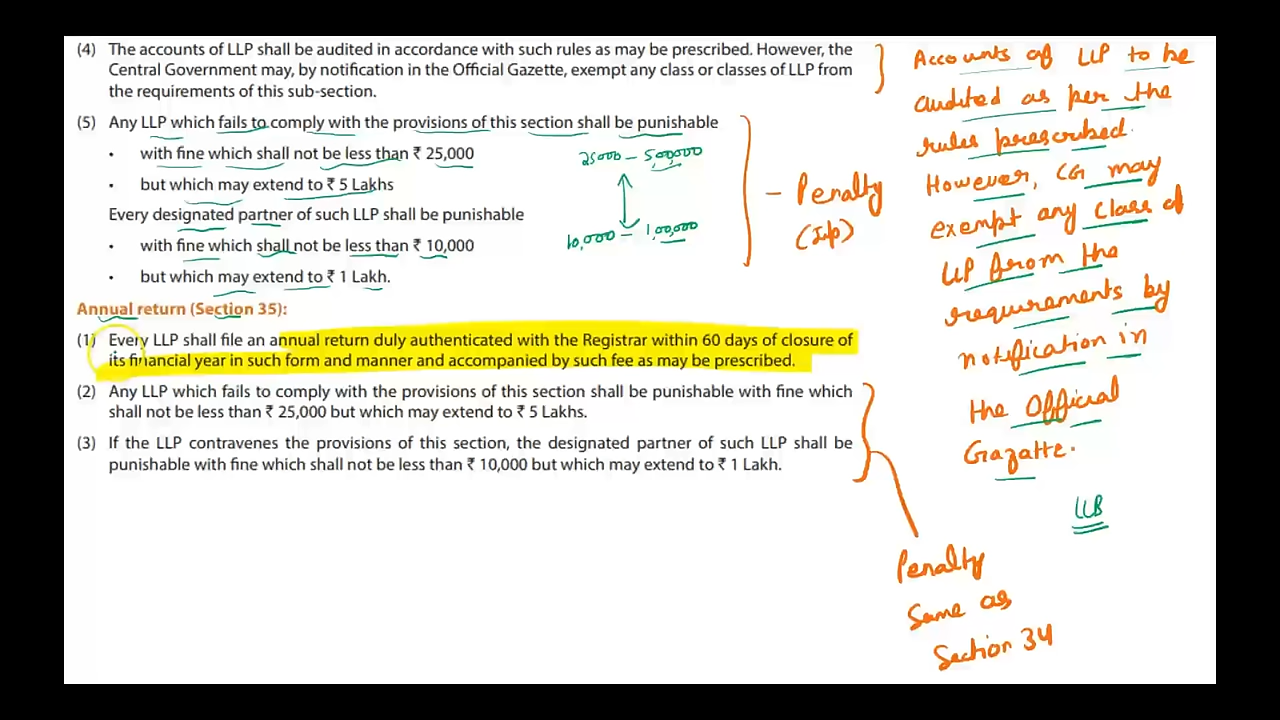 (4) The accounts of LLP shall be audited in accordance with such rules as may be prescribed. However, the
Central Government may, by notification in the Official Gazette, exempt any class or classes of LLP from
the requirements of this sub-section.
(5) Any LLP which fails to comply with the provisions of this section shall be punishable
• with fine which shall not be less than ₹ 25,000
• but which may extend to ₹ 5 Lakhs
Every designated partner of such LLP shall be punishable
• with fine which shall not be less than ₹ 10,000
• but which may extend to ₹ 1 Lakh.
25000 – 5,00,000
10,000 – 1,00,000
– Penalty
(Imp)
Annual return (Section 35):
(1) Every LLP shall file an annual return duly authenticated with the Registrar within 60 days of closure of
its financial year in such form and manner and accompanied by such fee as may be prescribed.
(2) Any LLP which fails to comply with the provisions of this section shall be punishable with fine which
shall not be less than ₹ 25,000 but which may extend to ₹ 5 Lakhs.
(3) If the LLP contravenes the provisions of this section, the designated partner of such LLP shall be
punishable with fine which shall not be less than ₹ 10,000 but which may extend to ₹ 1 Lakh.
Accounts of LLP to be
audited as per the
rules prescribed.
However, CG may
exempt any class of
LLP from the
requirements by
notification in
the Official
Gazatte.
LLB
Penalty
Same as
Section 34